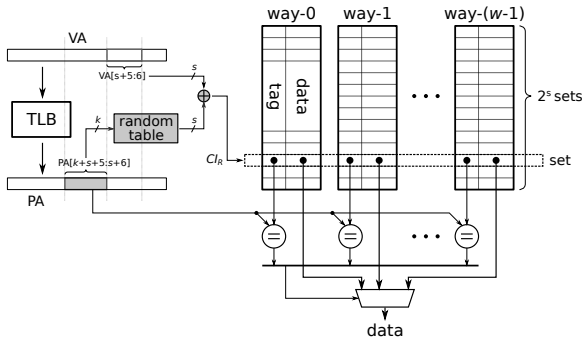 way-0
way-1
way-(w-1)
VA
VA[s+5:6]
s
TLB
k
random
table
s
PA[k+s+5:s+6]
PA
CI_R
tag
data
2^s sets
set
=
=
=
data